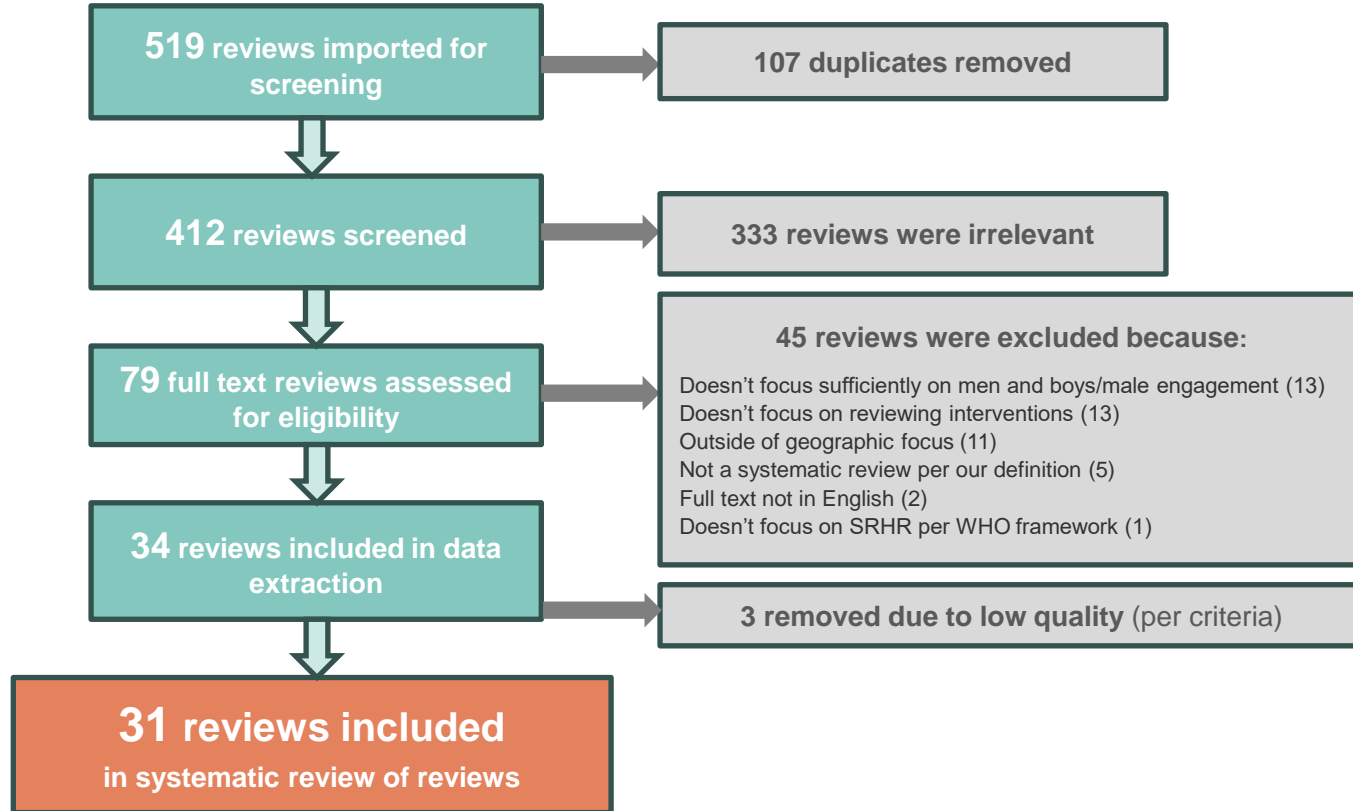 519 reviews imported for
screening
107 duplicates removed
412 reviews screened
333 reviews were irrelevant
79 full text reviews assessed
for eligibility
45 reviews were excluded because:
Doesn’t focus sufficiently on men and boys/male engagement (13)
Doesn’t focus on reviewing interventions (13)
Outside of geographic focus (11)
Not a systematic review per our definition (5)
Full text not in English (2)
Doesn’t focus on SRHR per WHO framework (1)
34 reviews included in data
extraction
3 removed due to low quality (per criteria)
31 reviews included
in systematic review of reviews